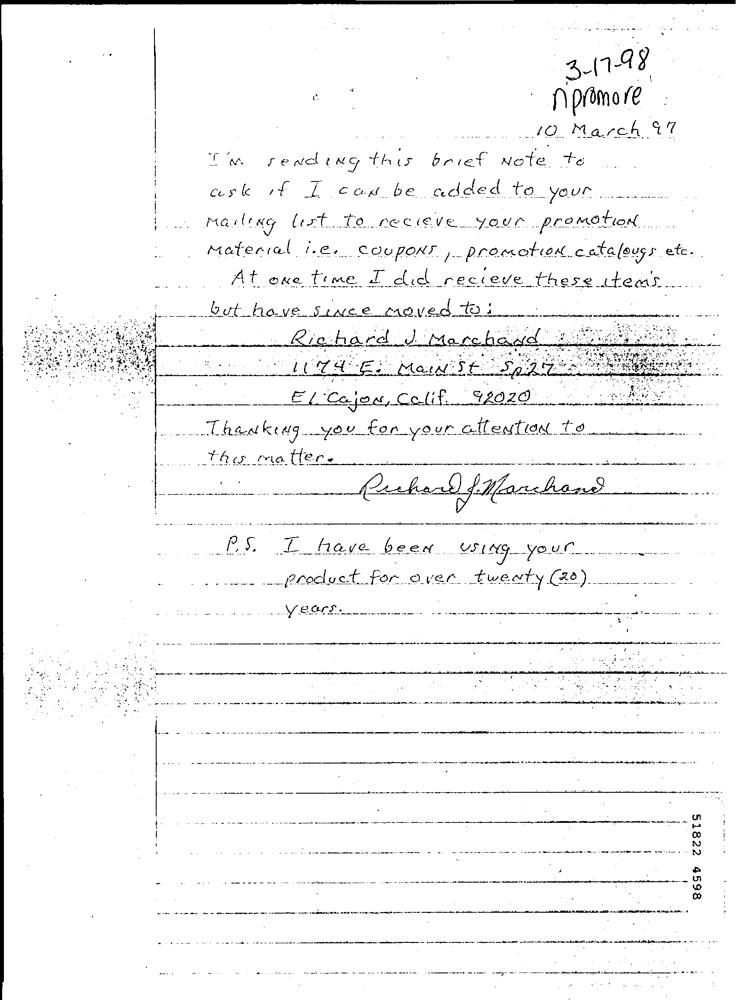 3-17-98
npromore
10 March 97
I'm sending this brief note to
ask if I can be added to your
mailing list to recieve your promotion
material i.e. coupons, promotion catalougs etc.
At one time I did recieve these item's
but have since moved to:
Richard J Marchand
1174 E. Main St Sp27
El Cajon, Calif. 92020
Thanking you for your attention to
this matter.
Richard J. Marchand
P.S. I have been using your
product for over twenty (20)
years.
51822 4598